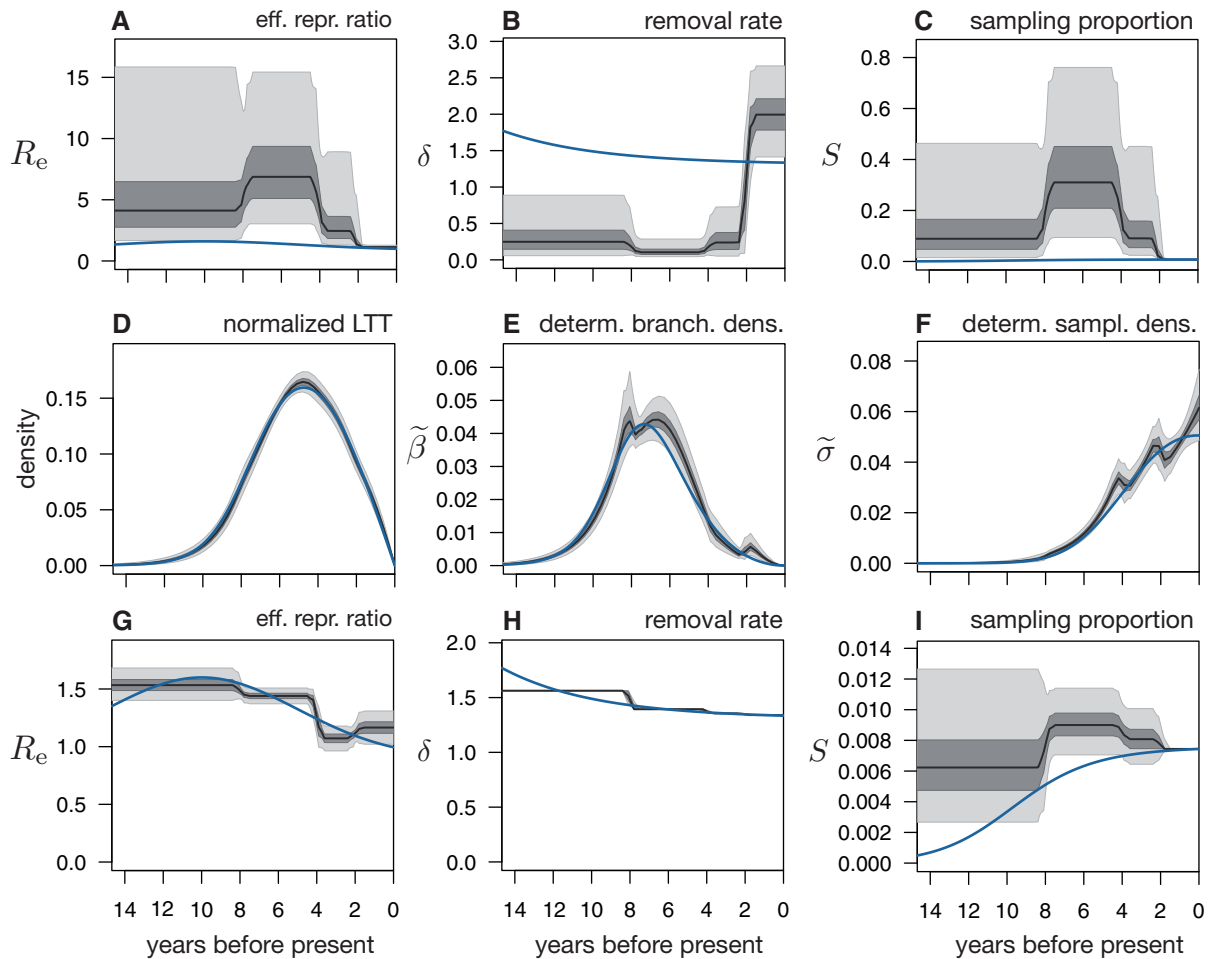 A eff. repr. ratio
15
10
5
0
Re
B removal rate
3.0
2.5
2.0
1.5
1.0
0.5
0.0
δ
14 12 10 8 6 4 2 0
C sampling proportion
0.8
0.6
0.4
0.2
0.0
S
D normalized LTT
0.15
0.10
0.05
0.00
density
E determ. branch. dens.
0.06
0.05
0.04
0.03
0.02
0.01
0.00
β̃
F determ. sampl. dens.
0.08
0.06
0.04
0.02
0.00
σ̃
G eff. repr. ratio
1.5
1.0
0.5
0.0
Re
14 12 10 8 6 4 2 0
years before present
H removal rate
2.0
1.5
1.0
0.5
0.0
δ
14 12 10 8 6 4 2 0
years before present
I sampling proportion
0.014
0.012
0.010
0.008
0.006
0.004
0.002
0.000
S
14 12 10 8 6 4 2 0
years before present